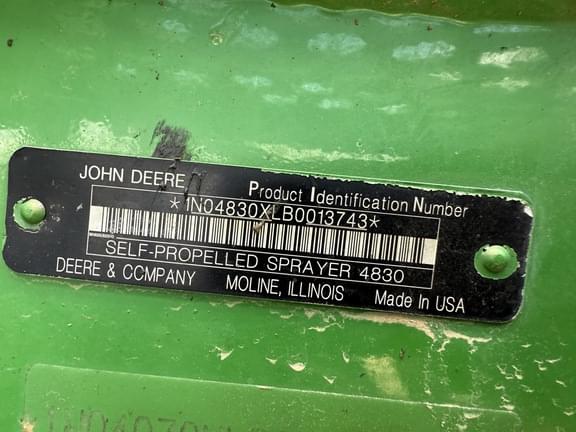 JOHN DEERE
Product Identification Number
*1N04830XLB0013743*
SELF-PROPELLED SPRAYER 4830
DEERE & COMPANY MOLINE, ILLINOIS Made In USA